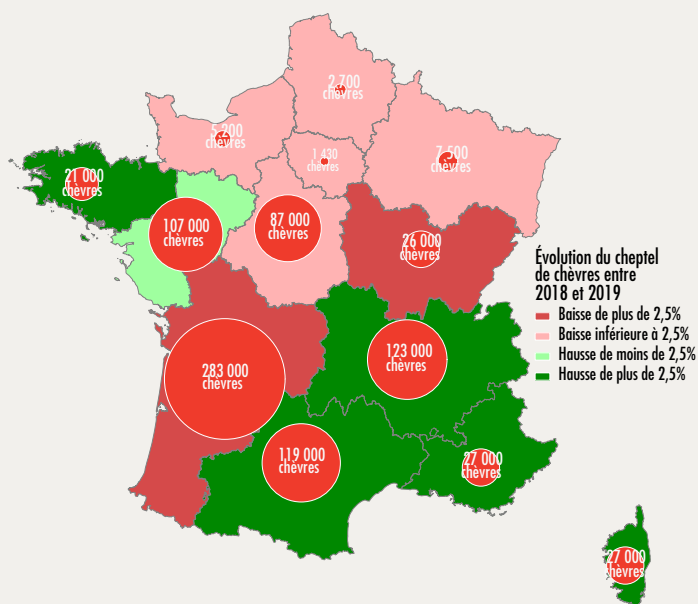 2 700
chèvres
5 200
chèvres
1 430
chèvres
7 500
chèvres
21 000
chèvres
107 000
chèvres
87 000
chèvres
26 000
chèvres
Évolution du cheptel
de chèvres entre
2018 et 2019
Baisse de plus de 2,5%
Baisse inférieure à 2,5%
Hausse de moins de 2,5%
Hausse de plus de 2,5%
283 000
chèvres
123 000
chèvres
119 000
chèvres
27 000
chèvres
27 000
chèvres